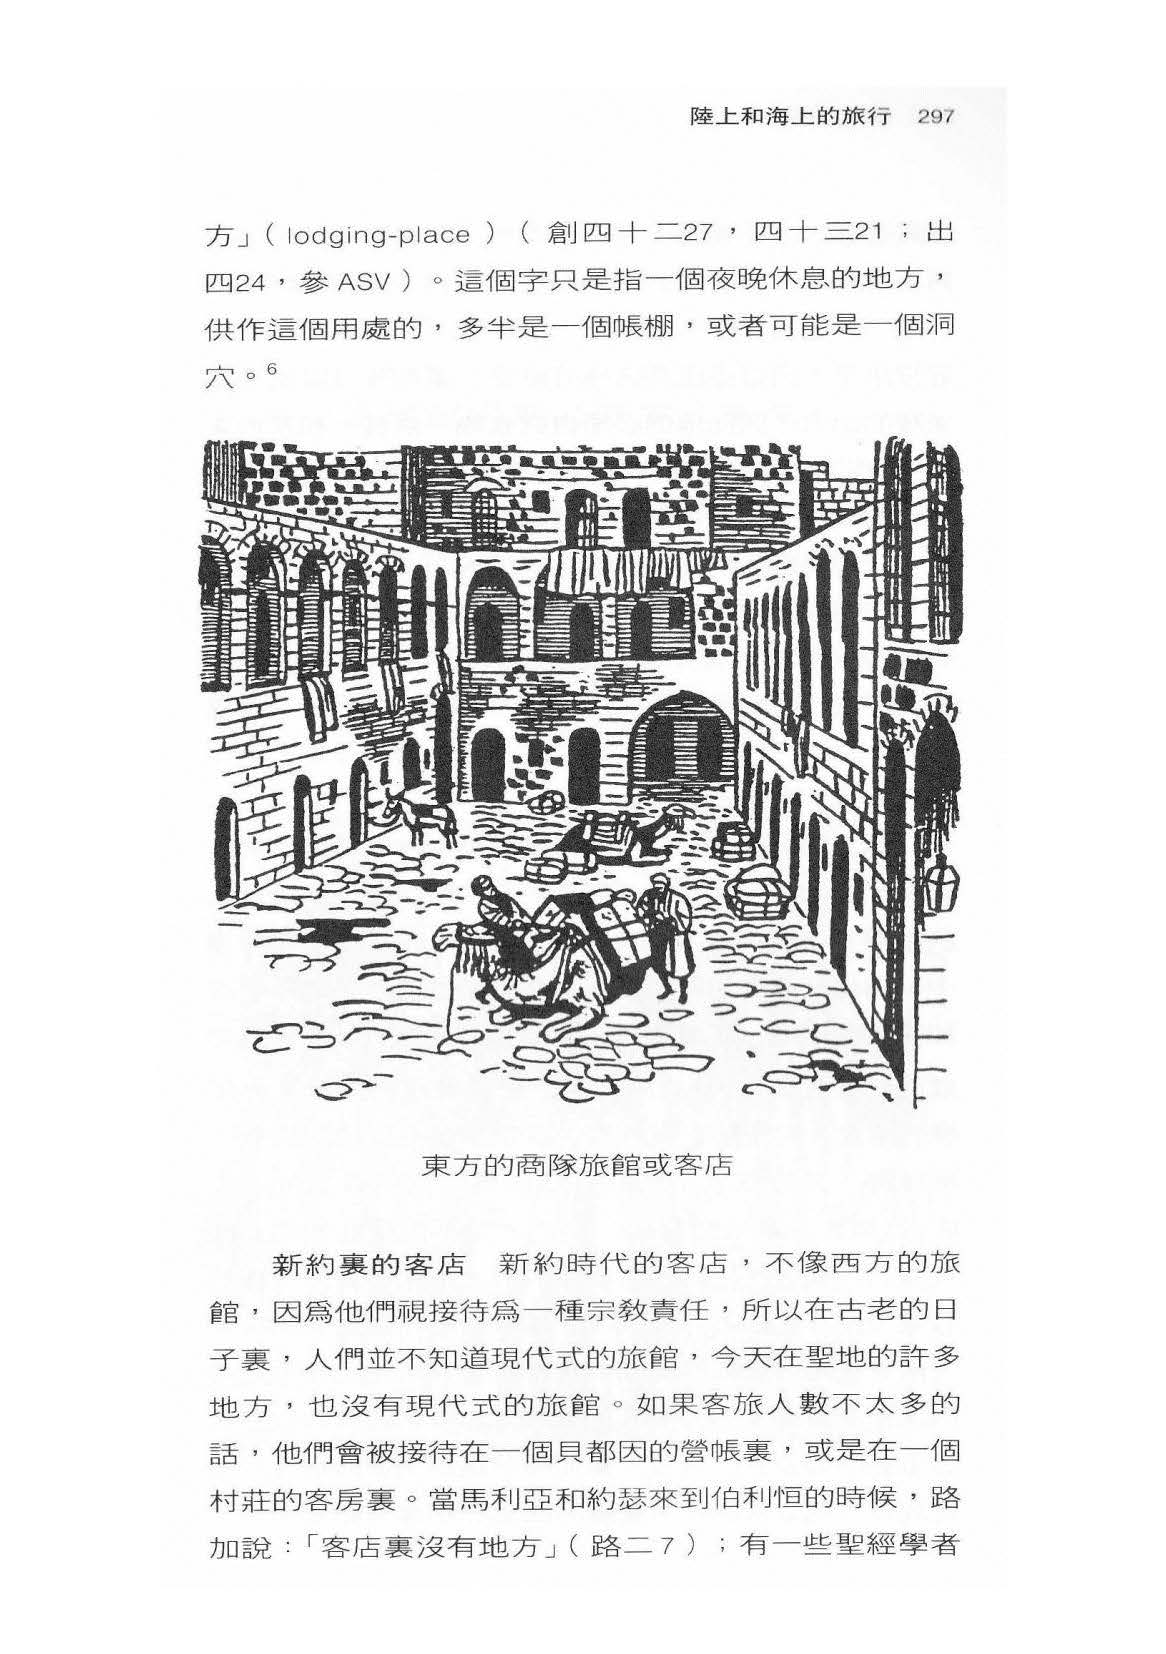 陸上和海上的旅行 297
方」（lodging-place）（創四十二27，四十三21；出
四24，參 ASV）。這個字只是指一個夜晚休息的地方，
供作這個用處的，多半是一個帳棚，或者可能是一個洞
穴。6
東方的商隊旅館或客店
新約裏的客店　新約時代的客店，不像西方的旅
館，因爲他們視接待爲一種宗教責任，所以在古老的日
子裏，人們並不知道現代式的旅館，今天在聖地的許多
地方，也沒有現代式的旅館。如果客旅人數不太多的
話，他們會被接待在一個貝都因的營帳裏，或是在一個
村莊的客房裏。當馬利亞和約瑟來到伯利恒的時候，路
加說：「客店裏沒有地方」（路二7）；有一些聖經學者